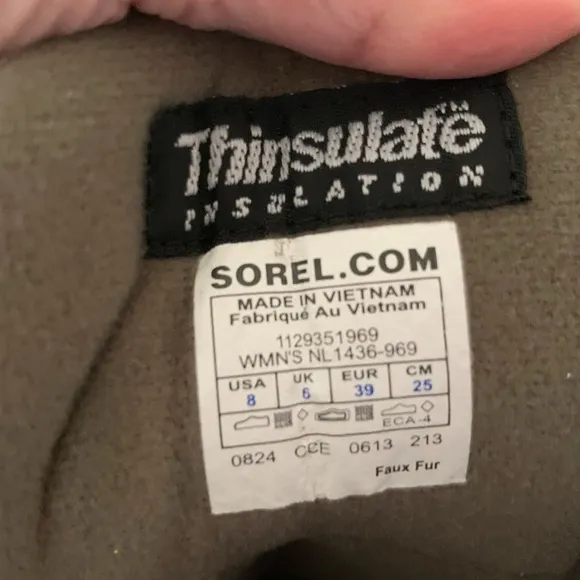 Thinsulate™
INSULATION
SOREL.COM
MADE IN VIETNAM
Fabriqué Au Vietnam
1129351969
WMN'S NL1436-969
USA UK EUR CM
8 6 39 25
ECA-4
0824 CCE 0613 213
Faux Fur